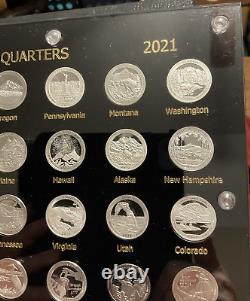 QUARTERS 2021
Pennsylvania Montana Washington
Hawaii Alaska New Hampshire
Virginia Utah Colorado